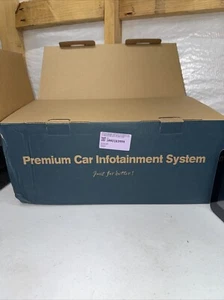 Premium Car Infotainment System
Just for better!